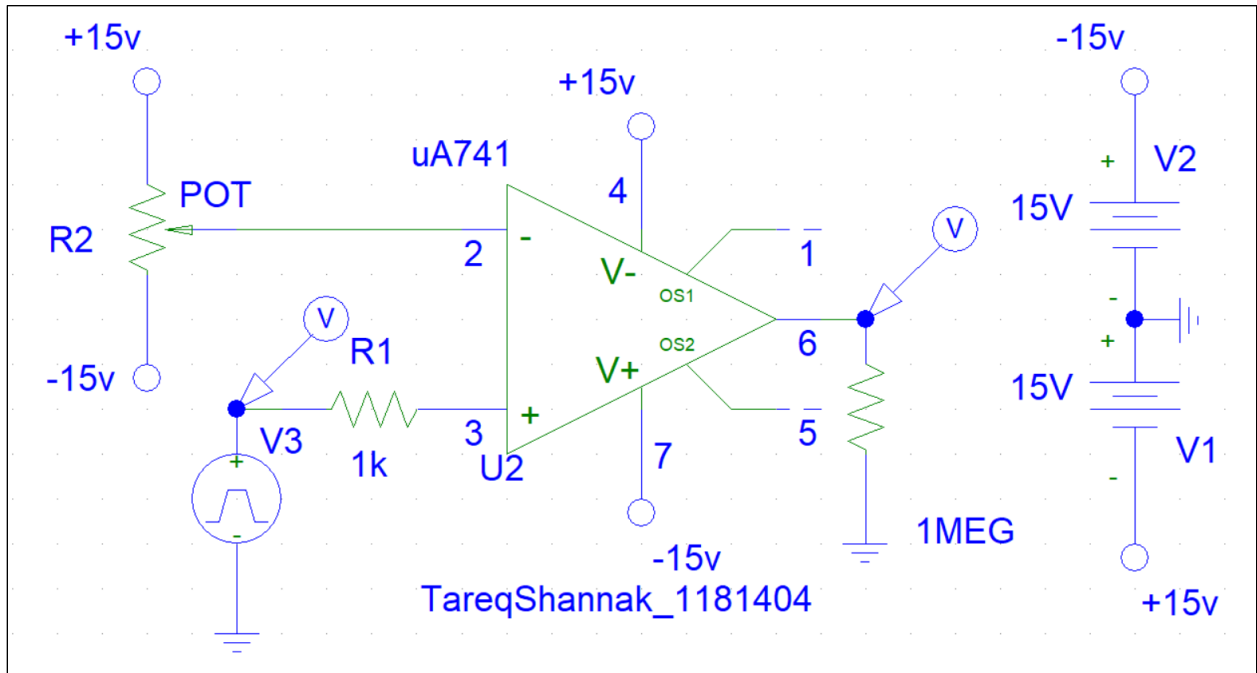 +15v
-15v
+15v
uA741
V2
4
+
POT
15V
V
R2
2
-
1
V-
OS1
-
V
R1
6
+
OS2
-15v
V+
15V
+
3
5
V3
1k
U2
7
V1
+
-
-
1MEG
-15v
TareqShannak_1181404
+15v